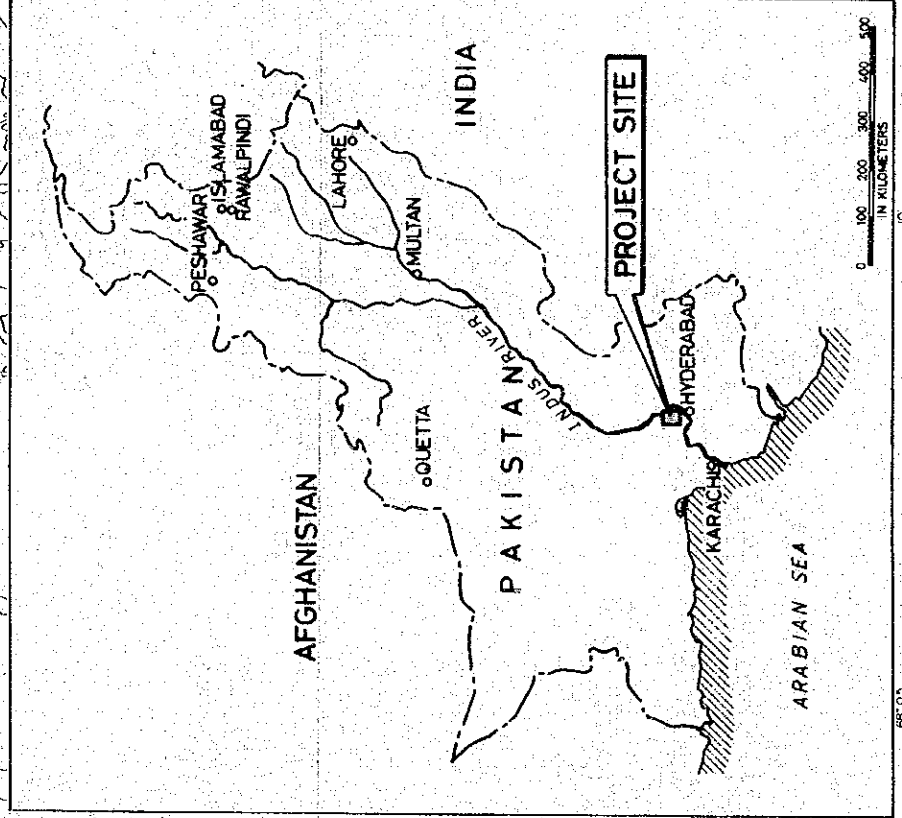 PESHAWAR
ISLAMABAD
RAWALPINDI
AFGHANISTAN
LAHORE
MULTAN
QUETTA
INDIA
PAKISTAN
INDUS RIVER
PROJECT SITE
HYDERABAD
KARACHI
ARABIAN SEA
0 100 200 300 400 500
IN KILOMETERS